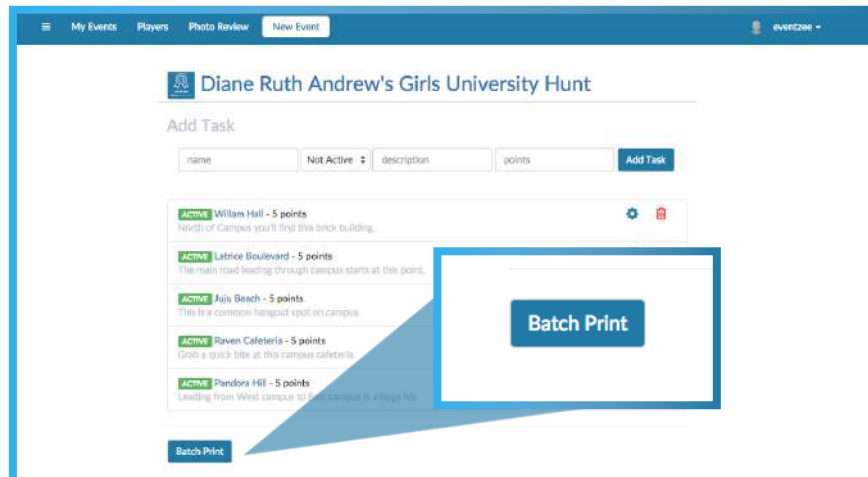 ≡ My Events Players Photo Review New Event eventzee
Diane Ruth Andrew's Girls University Hunt
Add Task
name Not Active description points Add Task
ACTIVE Willam Hall - 5 points
North of Campus you'll find this brick building.
ACTIVE Latrice Boulevard - 5 points
The main road leading through campus starts at this point.
ACTIVE Juju Beach - 5 points
This is a common hangout spot on campus.
ACTIVE Raven Cafeteria - 5 points
Grab a quick bite at this campus cafeteria.
ACTIVE Pandora Hill - 5 points
Leading from West campus to East campus is a huge hill.
Batch Print
Batch Print